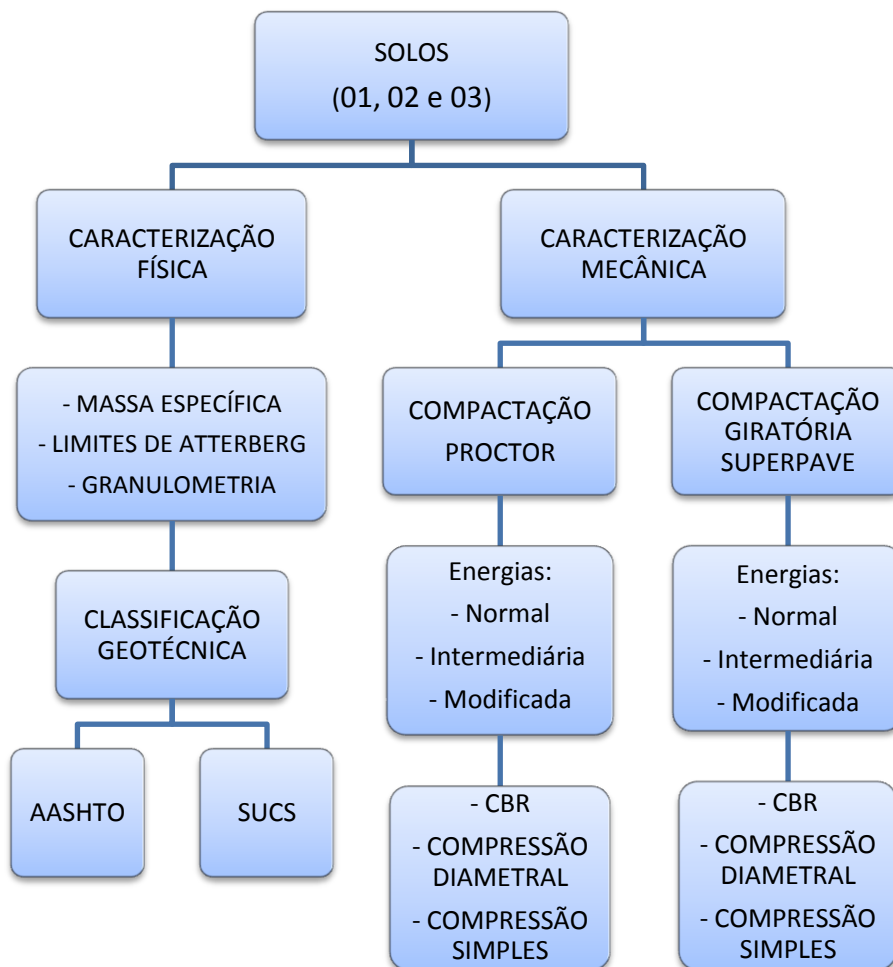 SOLOS
(01, 02 e 03)
CARACTERIZAÇÃO
FÍSICA
CARACTERIZAÇÃO
MECÂNICA
- MASSA ESPECÍFICA
- LIMITES DE ATTERBERG
- GRANULOMETRIA
COMPACTAÇÃO
PROCTOR
COMPACTAÇÃO
GIRATÓRIA
SUPERPAVE
CLASSIFICAÇÃO
GEOTÉCNICA
Energias:
- Normal
- Intermediária
- Modificada
Energias:
- Normal
- Intermediária
- Modificada
AASHTO
SUCS
- CBR
- COMPRESSÃO
DIAMETRAL
- COMPRESSÃO
SIMPLES
- CBR
- COMPRESSÃO
DIAMETRAL
- COMPRESSÃO
SIMPLES